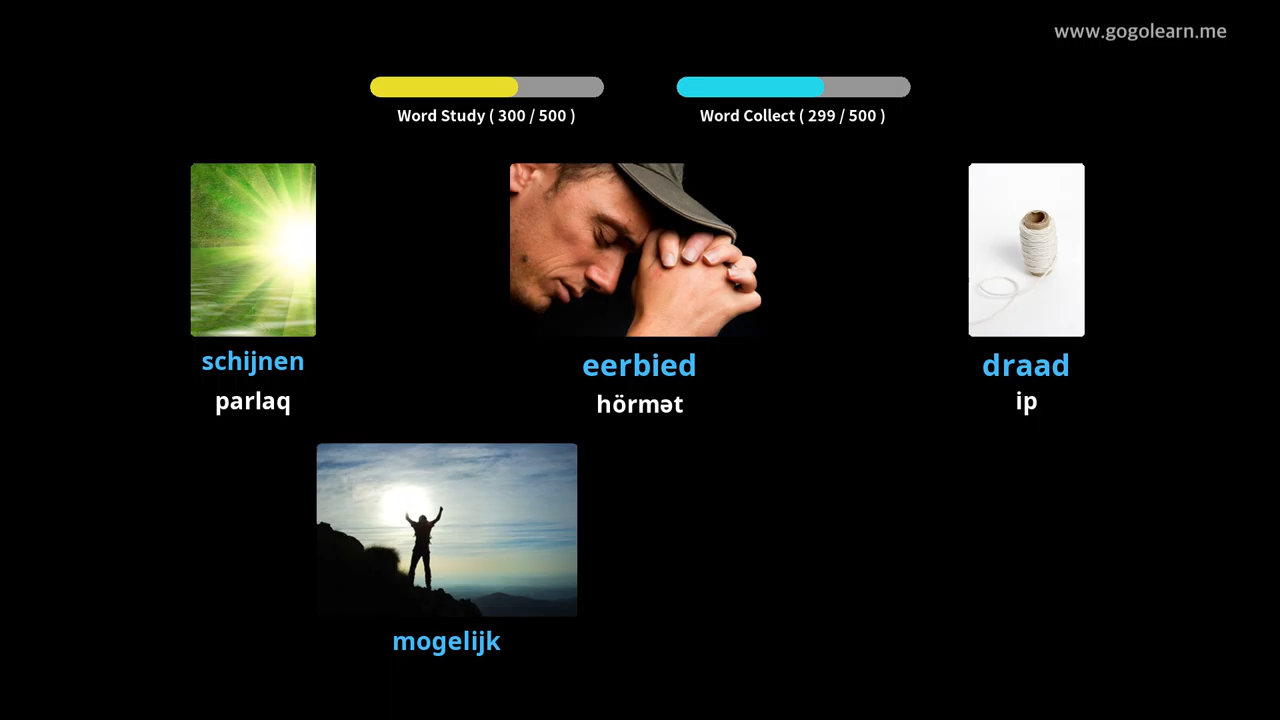 www.gogolearn.me
Word Study ( 300 / 500 )
Word Collect ( 299 / 500 )
schijnen
parlaq
eerbied
hörmət
draad
ip
mogelijk